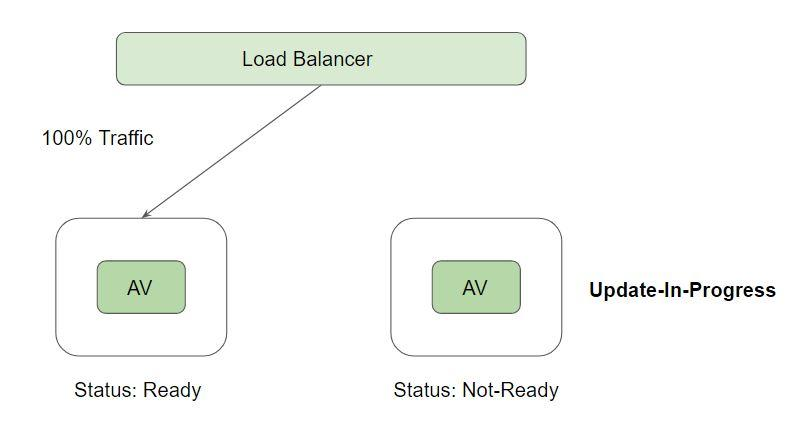 Load Balancer
100% Traffic
AV
AV
Update-In-Progress
Status: Ready
Status: Not-Ready